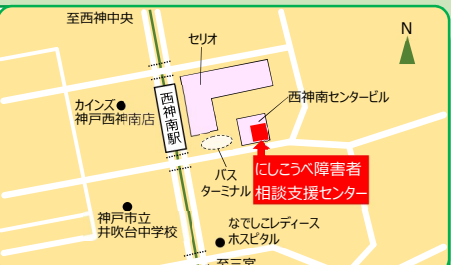 至西神中央
N
セリオ
カインズ
神戸西神南店
西神南駅
西神南センタービル
バス
ターミナル
にしこうべ障害者
相談支援センター
神戸市立
井吹台中学校
なでしこレディース
ホスピタル
至三宮